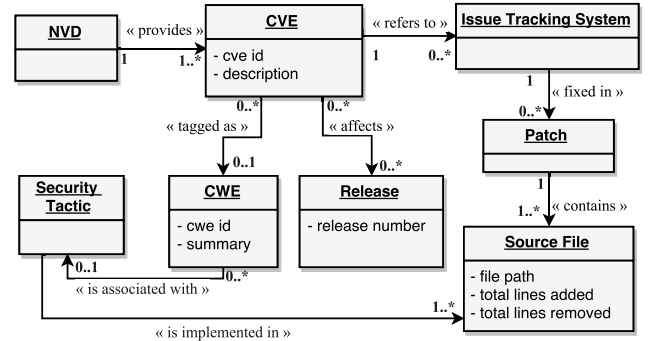 NVD
« provides »
1
1..*
CVE
- cve id
- description
« refers to »
1
0..*
Issue Tracking System
1
« fixed in »
0..*
Patch
0..*
0..*
« tagged as »
« affects »
0..1
0..*
Security
Tactic
CWE
- cwe id
- summary
Release
- release number
1
« contains »
1..*
Source File
- file path
- total lines added
- total lines removed
0..1
0..*
« is associated with »
1..*
« is implemented in »